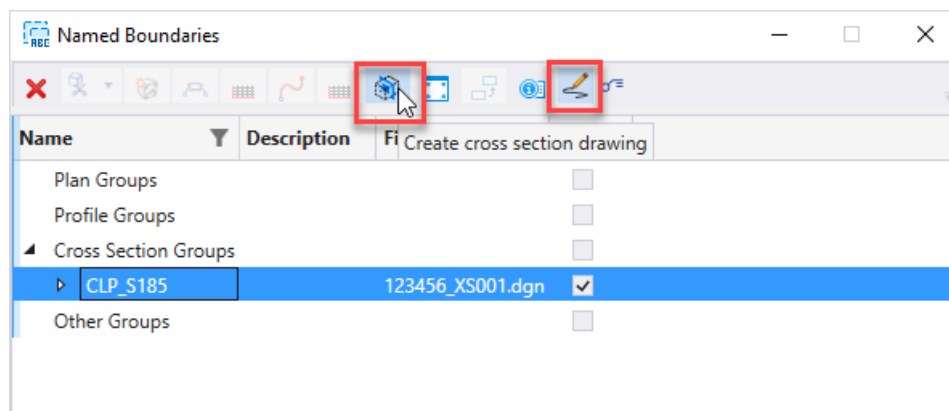 ABC Named Boundaries
Name Description Fi
Create cross section drawing
Plan Groups
Profile Groups
Cross Section Groups
CLP_S185 123456_XS001.dgn
Other Groups